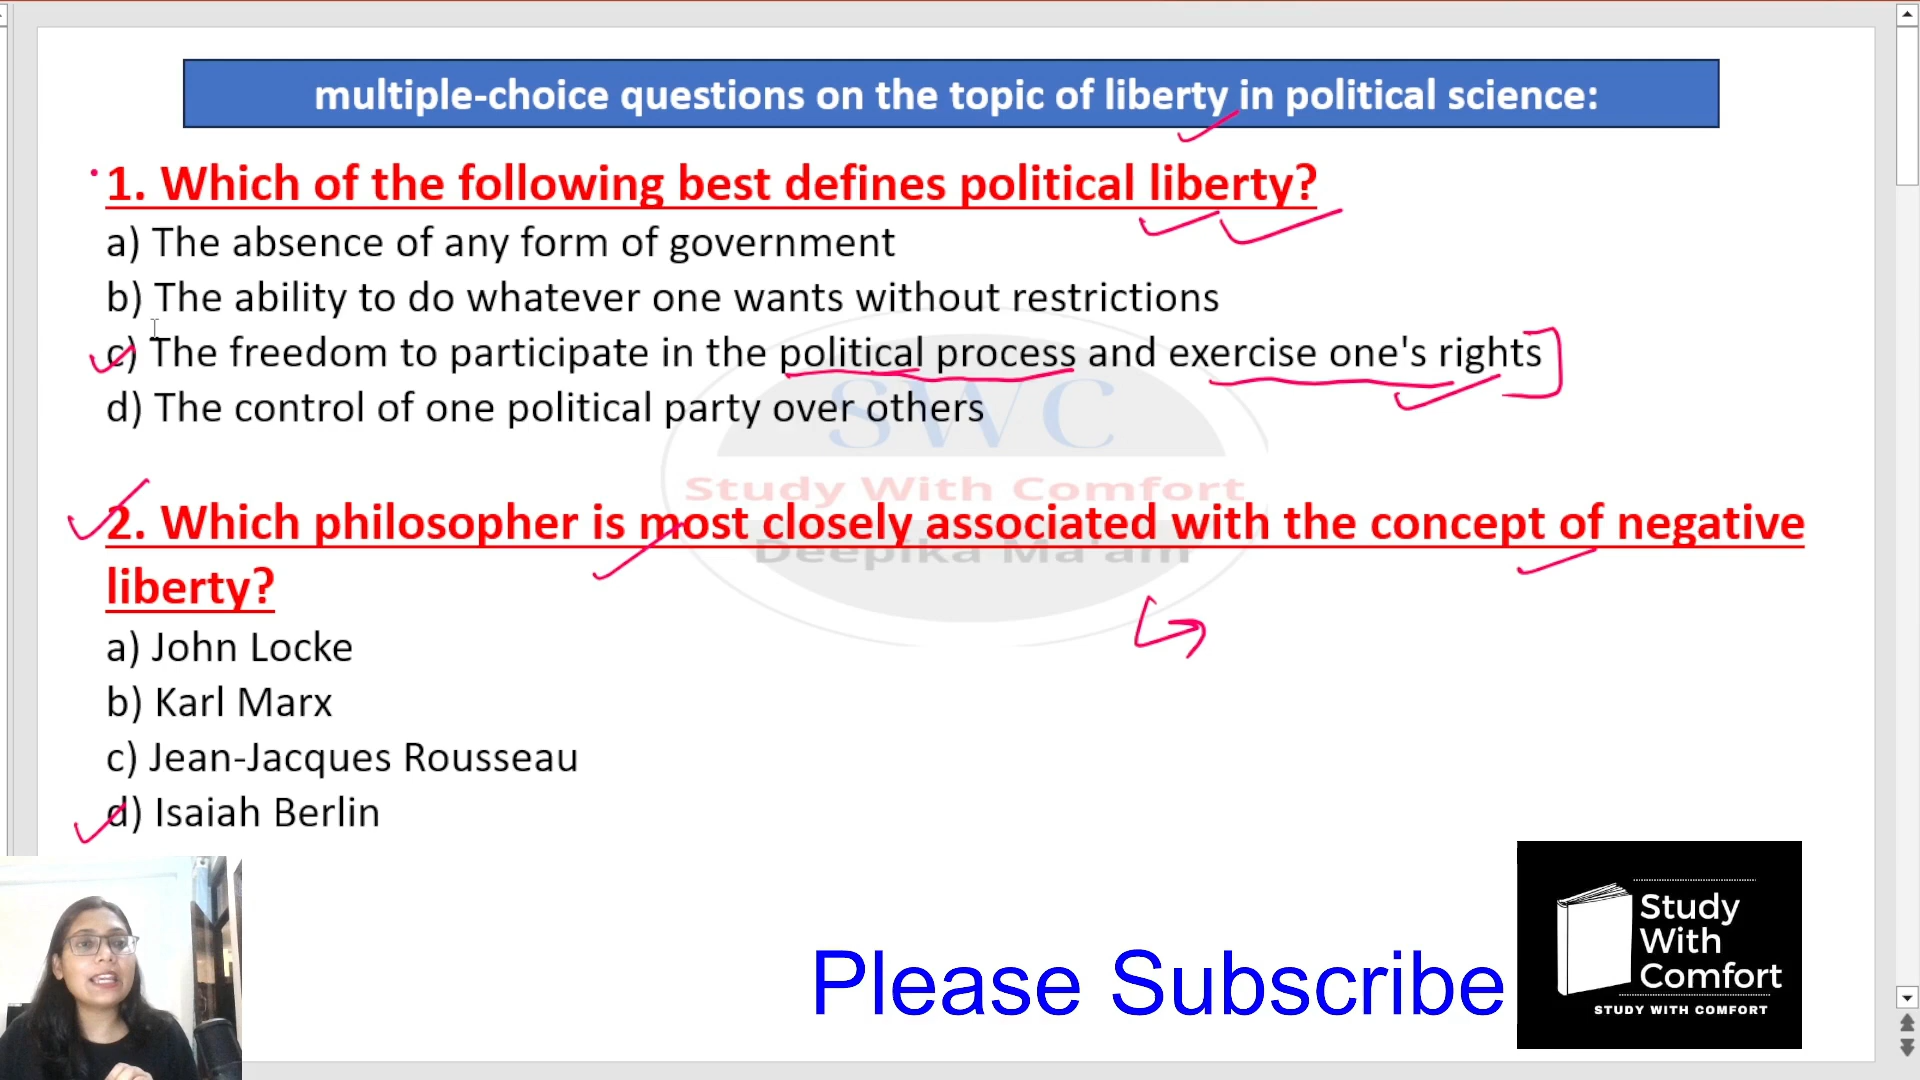 multiple-choice questions on the topic of liberty in political science:
1. Which of the following best defines political liberty?
a) The absence of any form of government
b) The ability to do whatever one wants without restrictions
c) The freedom to participate in the political process and exercise one's rights
d) The control of one political party over others
SWC
Study With Comfort
2. Which philosopher is most closely associated with the concept of negative
Deepika Ma'am
liberty?
a) John Locke
b) Karl Marx
c) Jean-Jacques Rousseau
d) Isaiah Berlin
Please Subscribe
Study
With
Comfort
STUDY WITH COMFORT